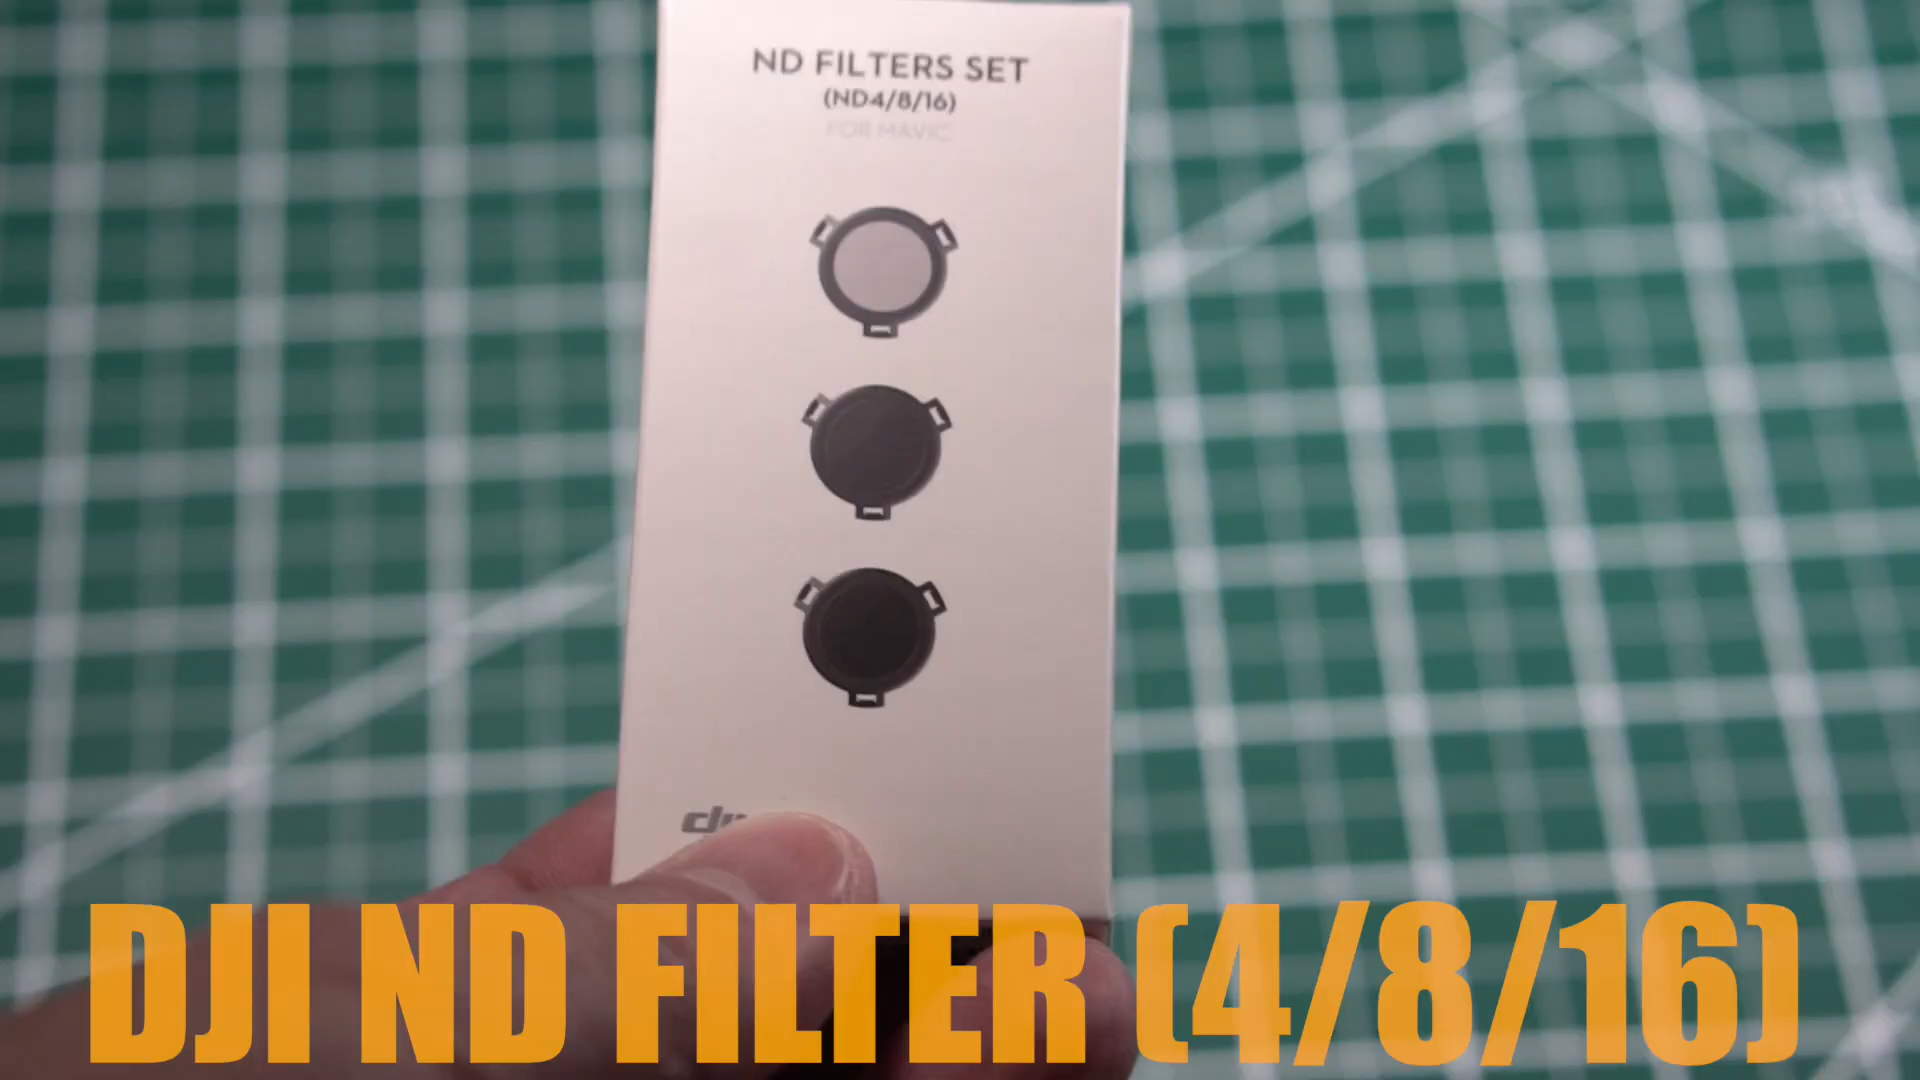 ND FILTERS SET
(ND4/8/16)
FOR MAVIC
DJI ND FILTER (4/8/16)